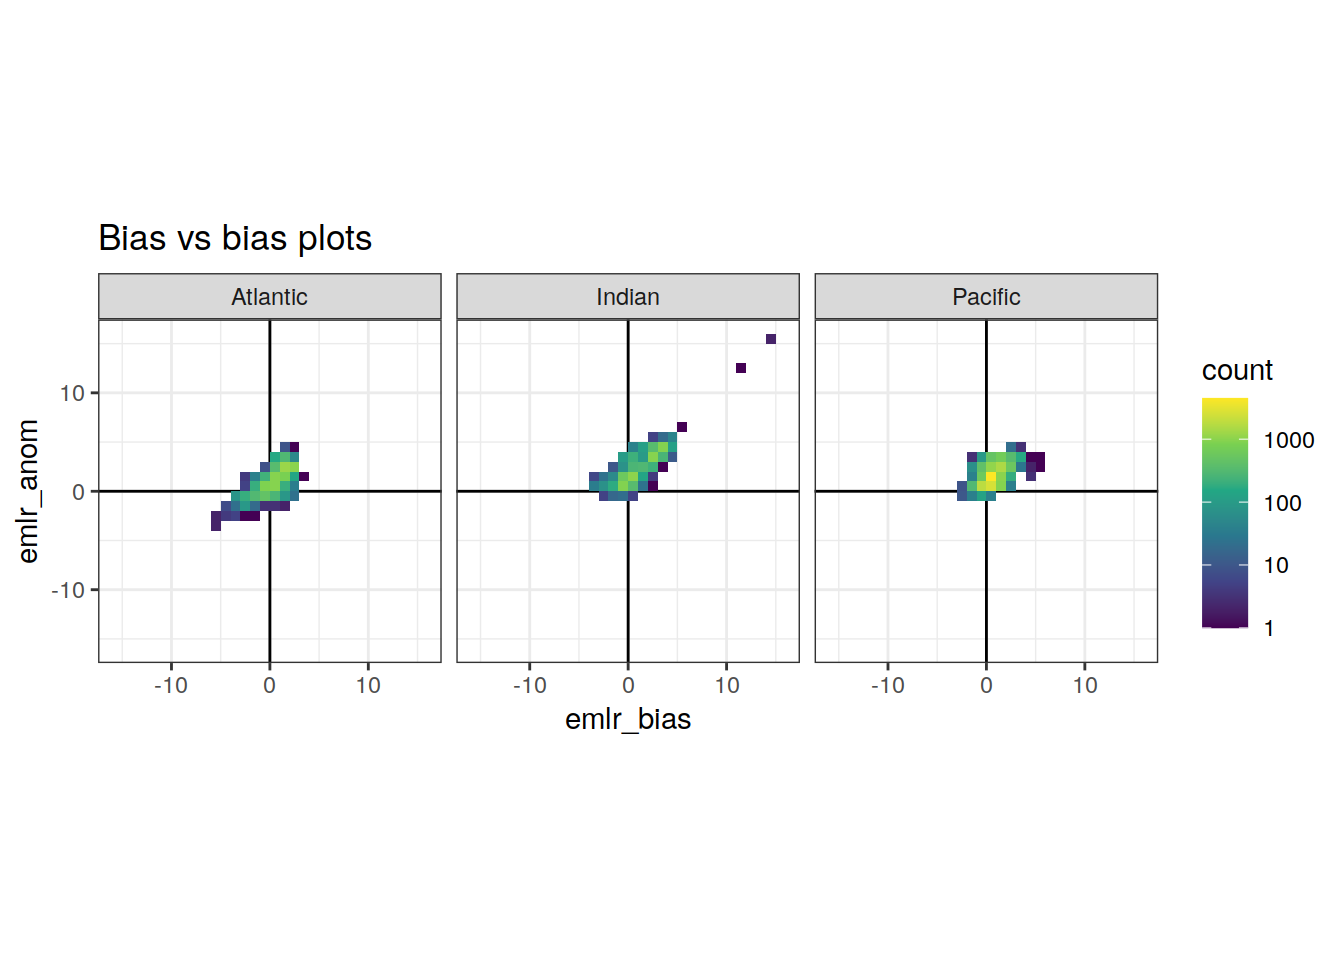 Bias vs bias plots
Atlantic Indian Pacific
emlr_anom
10
0
-10
-10 0 10 -10 0 10 -10 0 10
emlr_bias
count
1000
100
10
1